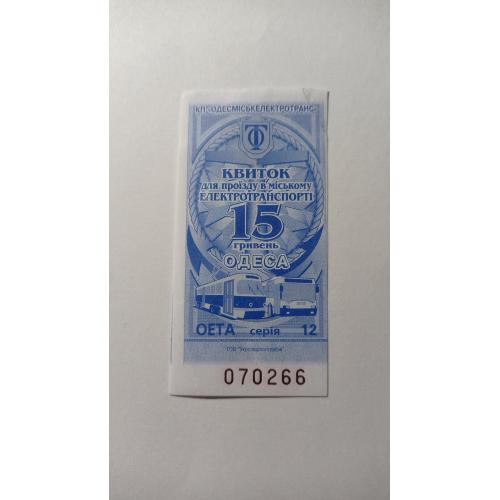 КП"ОДЕСМІСЬКЕЛЕКТРОТРАНС"
КВИТОК
для проїзду в міському
ЕЛЕКТРОТРАНСПОРТІ
15
гривень
ОДЕСА
ОЕТА серія 12
070266